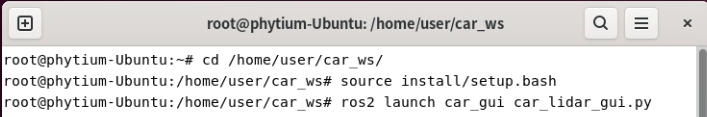 root@phytium-Ubuntu: /home/user/car_ws
root@phytium-Ubuntu:~# cd /home/user/car_ws/
root@phytium-Ubuntu:/home/user/car_ws# source install/setup.bash
root@phytium-Ubuntu:/home/user/car_ws# ros2 launch car_gui car_lidar_gui.py